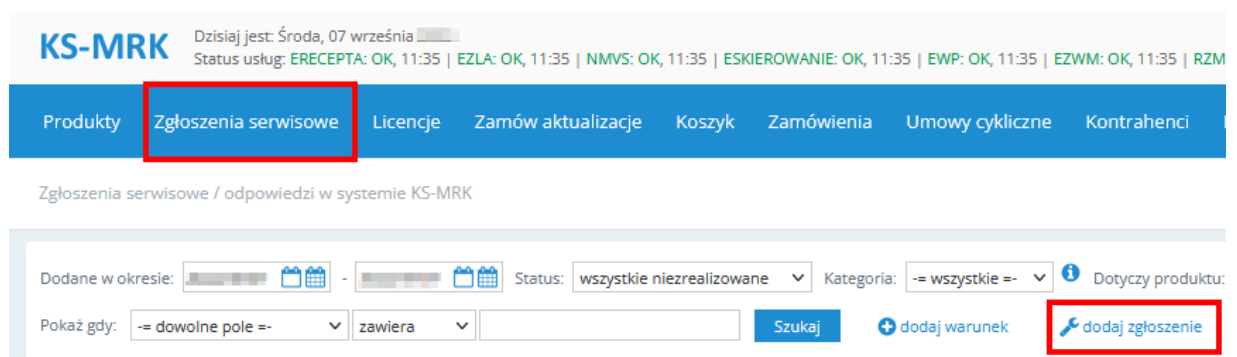 KS-MRK
Dzisiaj jest: Środa, 07 września
Status usług: ERECEPTA: OK, 11:35 | EZLA: OK, 11:35 | NMVS: OK, 11:35 | ESKIEROWANIE: OK, 11:35 | EWP: OK, 11:35 | EZWM: OK, 11:35 | RZM
Produkty Zgłoszenia serwisowe Licencje Zamów aktualizacje Koszyk Zamówienia Umowy cykliczne Kontrahenci
Zgłoszenia serwisowe / odpowiedzi w systemie KS-MRK
Dodane w okresie: - Status: wszystkie niezrealizowane Kategoria: -= wszystkie =- Dotyczy produktu:
Pokaż gdy: -= dowolne pole =- zawiera Szukaj dodaj warunek dodaj zgłoszenie